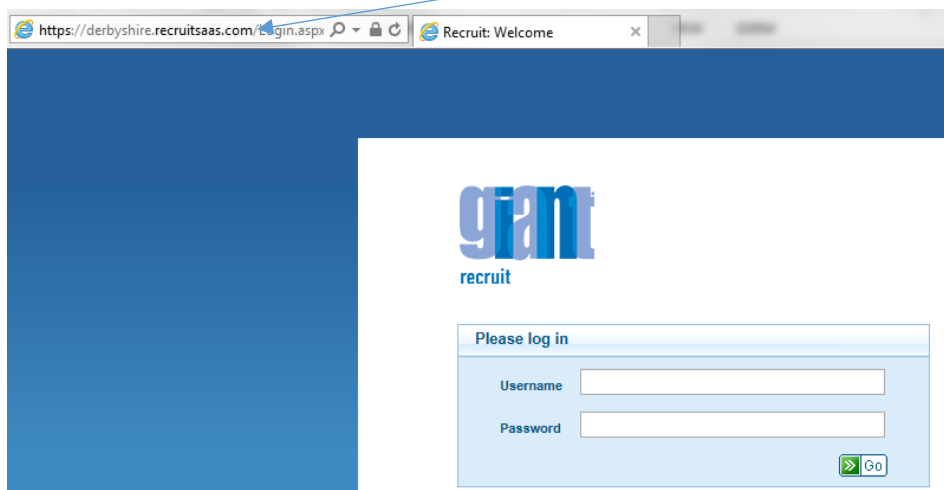 https://derbyshire.recruitsaas.com/Login.aspx
Recruit: Welcome
giant
recruit
Please log in
Username
Password
Go